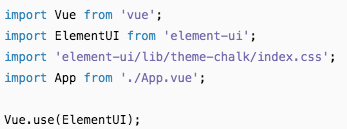 import Vue from 'vue';
import ElementUI from 'element-ui';
import 'element-ui/lib/theme-chalk/index.css';
import App from './App.vue';
Vue.use(ElementUI);